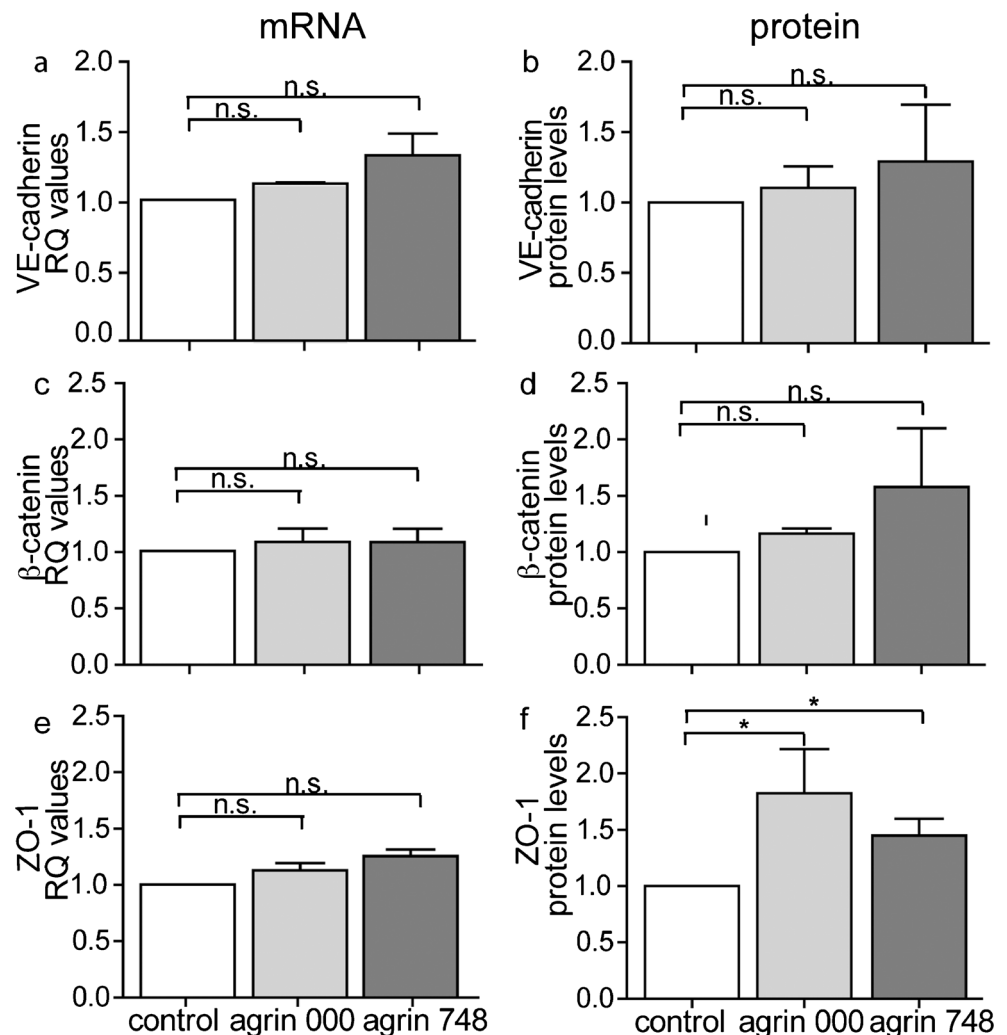 mRNA
protein
a
VE-cadherin
RQ values
2.0
1.5
1.0
0.5
0.0
n.s.
n.s.
b
VE-cadherin
protein levels
2.0
1.5
1.0
0.5
0.0
n.s.
n.s.
c
β-catenin
RQ values
2.5
2.0
1.5
1.0
0.5
0.0
n.s.
n.s.
d
β-catenin
protein levels
2.5
2.0
1.5
1.0
0.5
0.0
n.s.
n.s.
e
ZO-1
RQ values
2.5
2.0
1.5
1.0
0.5
0.0
n.s.
n.s.
control agrin 000 agrin 748
f
ZO-1
protein levels
2.5
2.0
1.5
1.0
0.5
0.0
*
*
control agrin 000 agrin 748